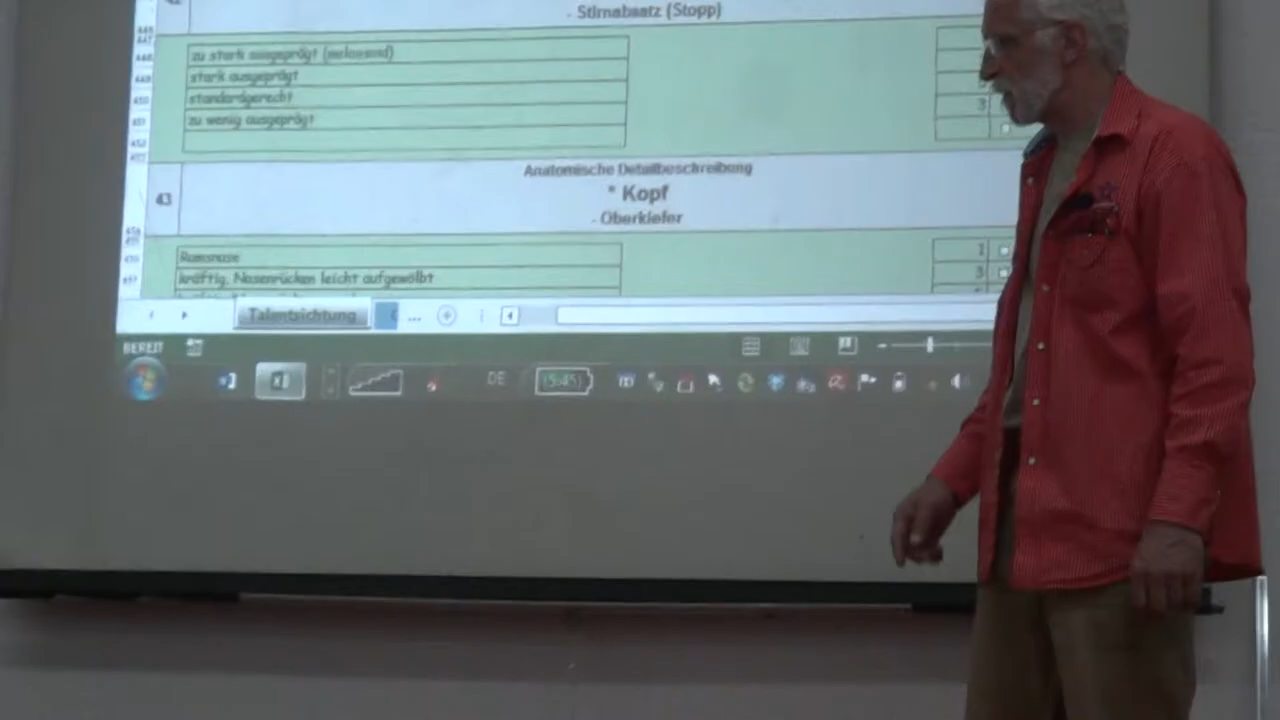 - Stirnabsatz (Stopp)
zu stark ausgeprägt
stark ausgeprägt
standardgerecht
3
zu wenig ausgeprägt
Anatomische Detailbeschreibung
43
* Kopf
- Oberkiefer
Ramsnase
1
kräftig, Nasenrücken leicht aufgewölbt
3
Talentsichtung
...
BEREIT
DE